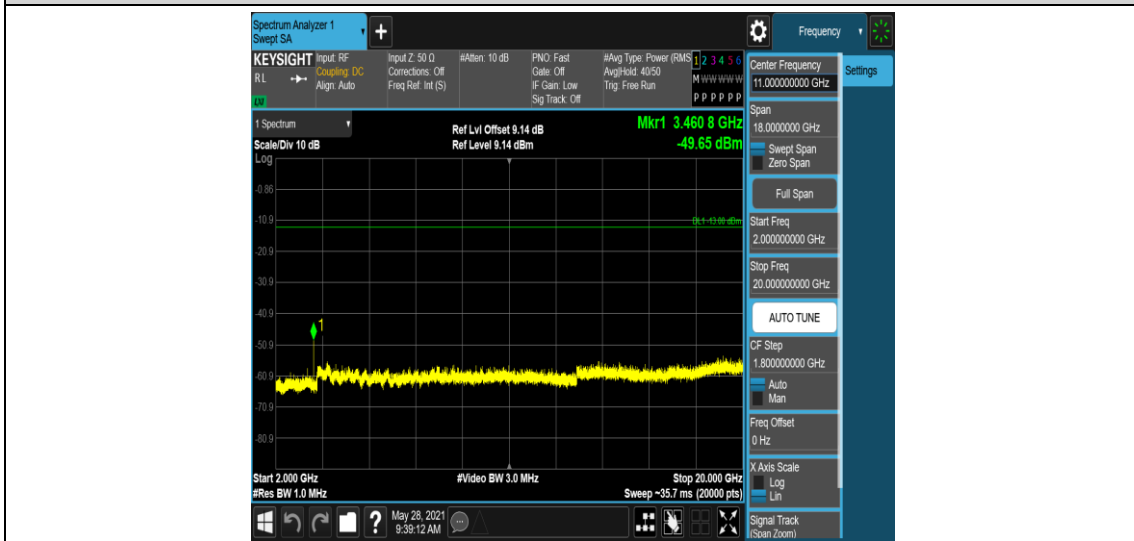 Spectrum Analyzer 1
Swept SA
+
Frequency
KEYSIGHT
RL
LXI
Input: RF
Coupling: DC
Align: Auto
Input Z: 50 Ω
Corrections: Off
Freq Ref: Int (S)
#Atten: 10 dB
PNO: Fast
Gate: Off
IF Gain: Low
Sig Track: Off
#Avg Type: Power (RMS
Avg|Hold: 40/50
Trig: Free Run
1 2 3 4 5 6
M W W W W W
P P P P P P
Center Frequency
11.000000000 GHz
Settings
1 Spectrum
Scale/Div 10 dB
Log
Ref Lvl Offset 9.14 dB
Ref Level 9.14 dBm
Mkr1 3.460 8 GHz
-49.65 dBm
Span
18.0000000 GHz
Swept Span
Zero Span
Full Span
Start Freq
2.000000000 GHz
Stop Freq
20.000000000 GHz
AUTO TUNE
CF Step
1.800000000 GHz
Auto
Man
Freq Offset
0 Hz
X Axis Scale
Log
Lin
Signal Track
(Span Zoom)
-0.86
-10.9
DL1 -13.00 dBm
-20.9
-30.9
-40.9
1
-50.9
-60.9
-70.9
-80.9
Start 2.000 GHz
#Res BW 1.0 MHz
#Video BW 3.0 MHz
Stop 20.000 GHz
Sweep ~35.7 ms (20000 pts)
?
May 28, 2021
9:39:12 AM